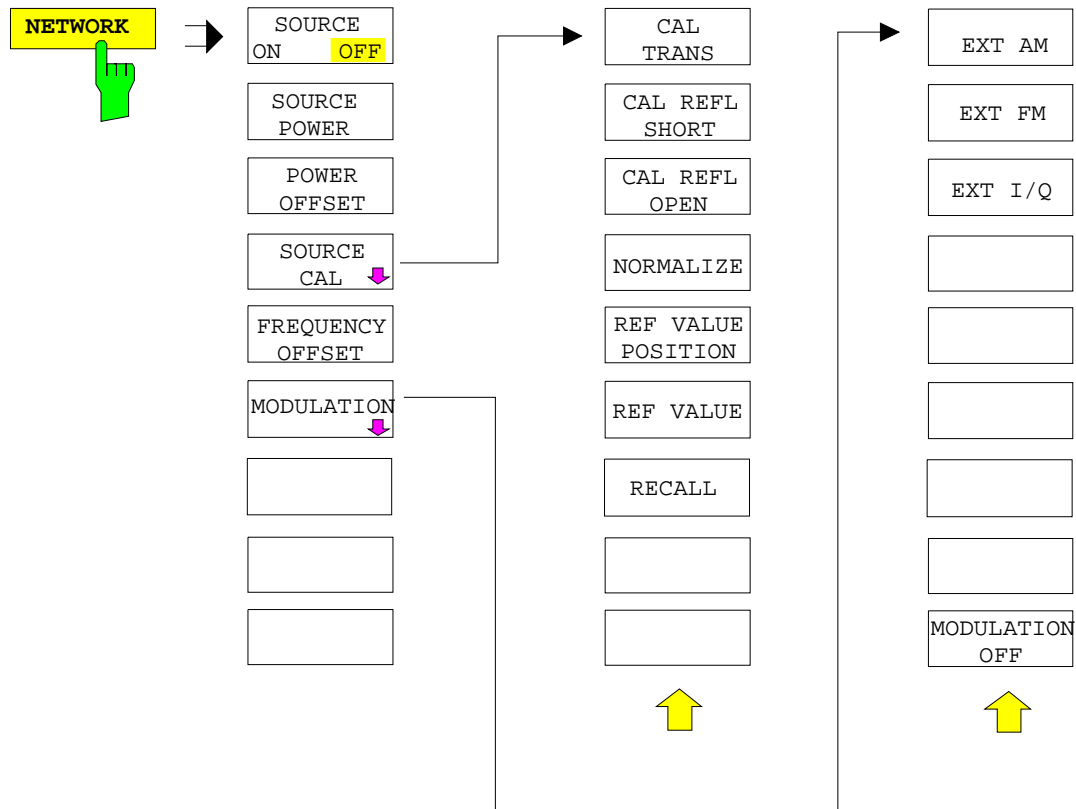 NETWORK
SOURCE
ON OFF
SOURCE
POWER
POWER
OFFSET
SOURCE
CAL
FREQUENCY
OFFSET
MODULATION
CAL
TRANS
CAL REFL
SHORT
CAL REFL
OPEN
NORMALIZE
REF VALUE
POSITION
REF VALUE
RECALL
EXT AM
EXT FM
EXT I/Q
MODULATION
OFF